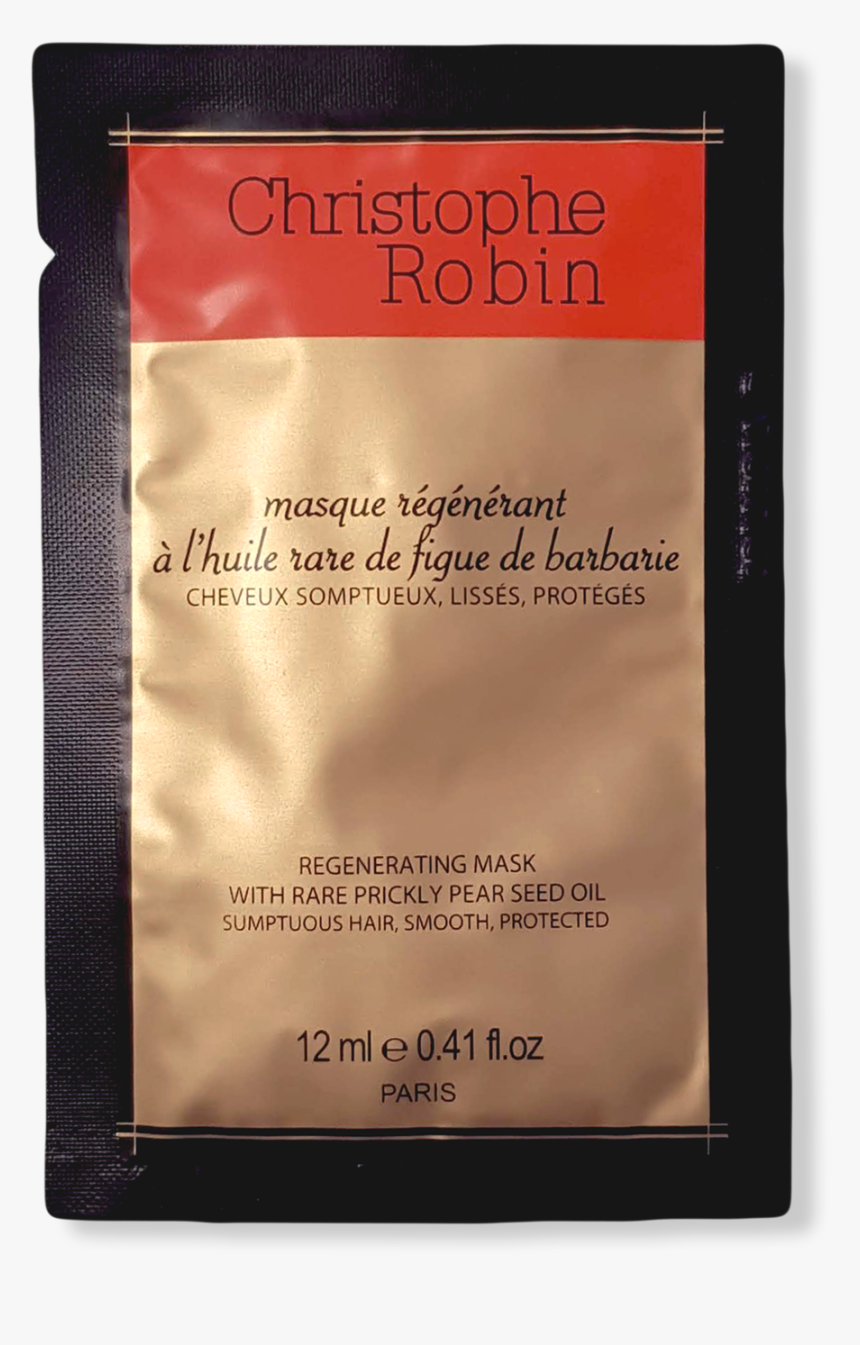 Christophe
Robin
masque régénérant
à l'huile rare de figue de barbarie
CHEVEUX SOMPTUEUX, LISSÉS, PROTÉGÉS
REGENERATING MASK
WITH RARE PRICKLY PEAR SEED OIL
SUMPTUOUS HAIR, SMOOTH, PROTECTED
12 ml ℮ 0.41 fl.oz
PARIS